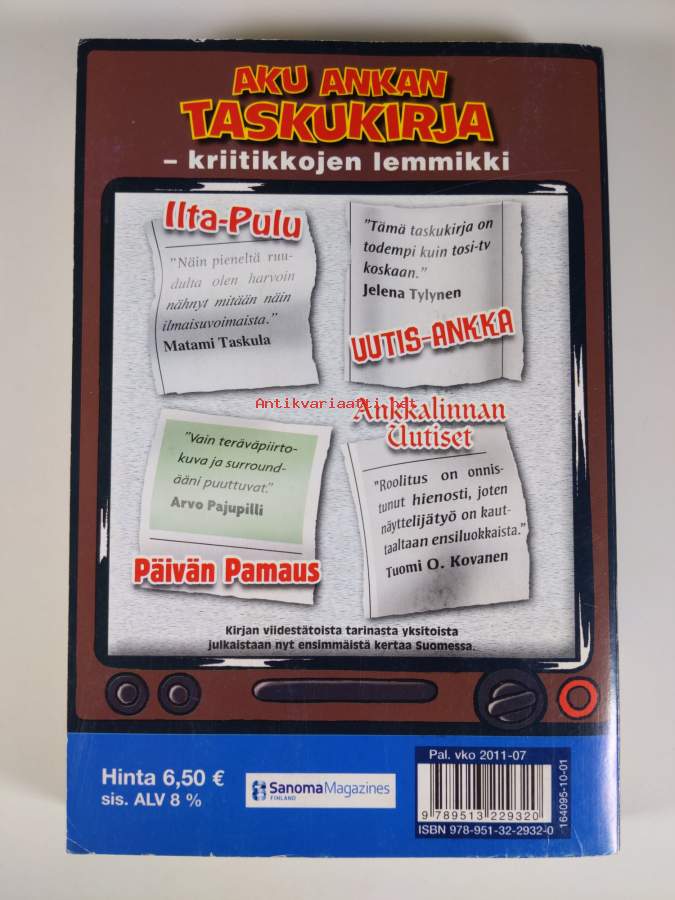 AKU ANKAN
TASKUKIRJA
– kriitikkojen lemmikki
Ilta-Pulu
"Näin pieneltä ruu-
dulta olen harvoin
nähnyt mitään näin
ilmaisuvoimaista."
Matami Taskula
"Tämä taskukirja on
todempi kuin tosi-tv
koskaan."
Jelena Tylynen
UUTIS-ANKKA
Antikvariaatti.net
"Vain teräväpiirto-
kuva ja surround-
ääni puuttuvat."
Arvo Pajupilli
Päivän Pamaus
Ankkalinnan
Uutiset
"Roolitus on onnis-
tunut hienosti, joten
näyttelijätyö on kaut-
taaltaan ensiluokkaista."
Tuomi O. Kovanen
Kirjan viidestätoista tarinasta yksitoista
julkaistaan nyt ensimmäistä kertaa Suomessa.
Hinta 6,50 €
sis. ALV 8 %
SanomaMagazines
FINLAND
Pal. vko 2011-07
9 789513 229320
ISBN 978-951-32-2932-0
164095-10-01